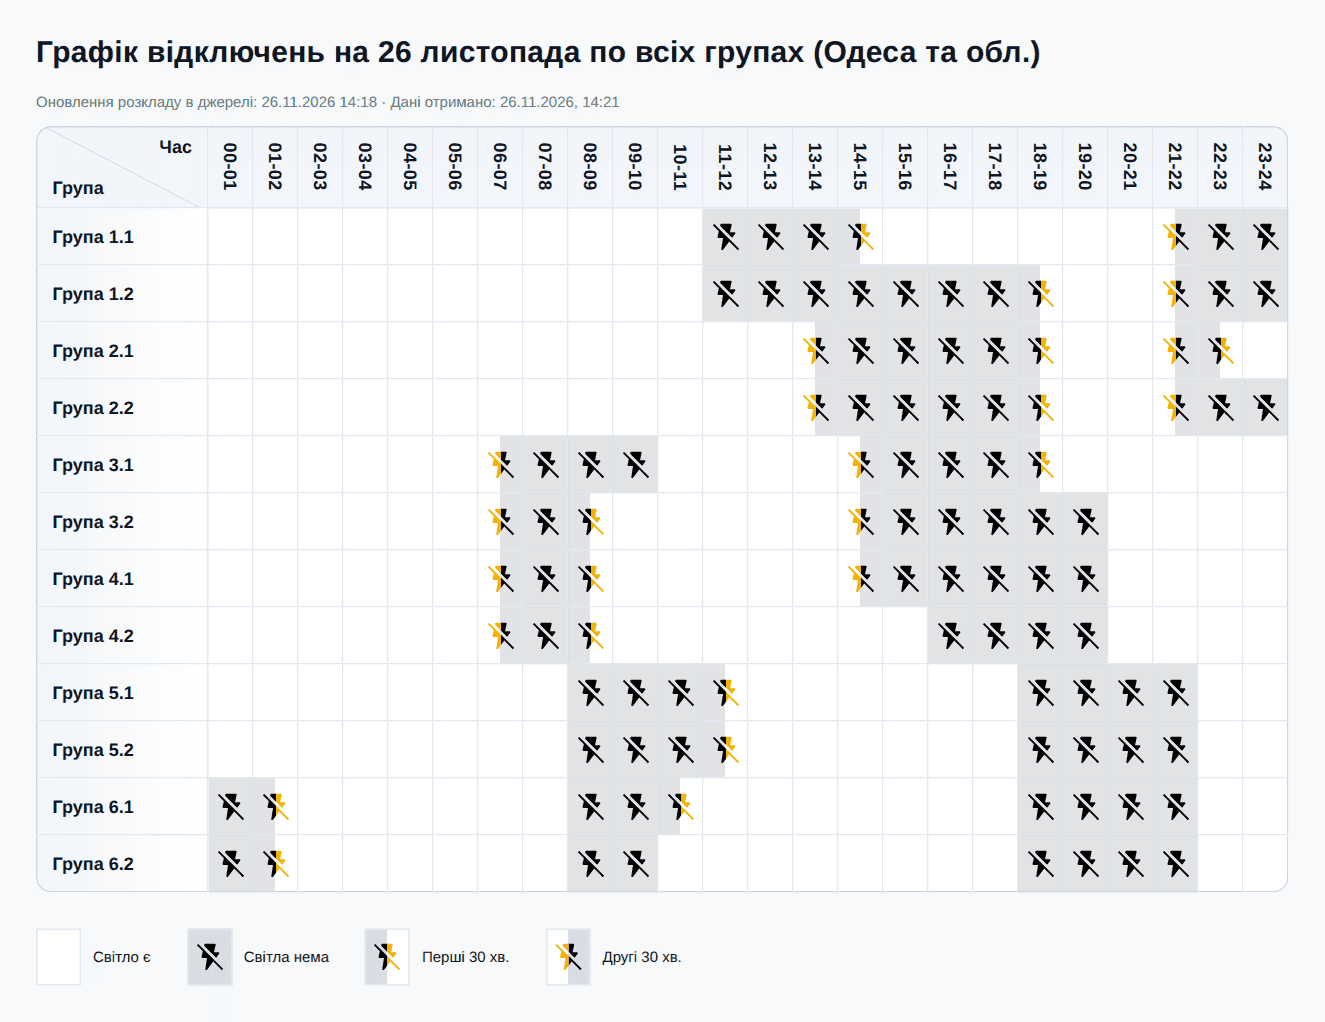 Графік відключень на 26 листопада по всіх групах (Одеса та обл.)
Оновлення розкладу в джерелі: 26.11.2026 14:18 · Дані отримано: 26.11.2026, 14:21
Час
Група
00-01 01-02 02-03 03-04 04-05 05-06 06-07 07-08 08-09 09-10 10-11 11-12 12-13 13-14 14-15 15-16 16-17 17-18 18-19 19-20 20-21 21-22 22-23 23-24
Група 1.1
Група 1.2
Група 2.1
Група 2.2
Група 3.1
Група 3.2
Група 4.1
Група 4.2
Група 5.1
Група 5.2
Група 6.1
Група 6.2
Світло є Світла нема Перші 30 хв. Другі 30 хв.